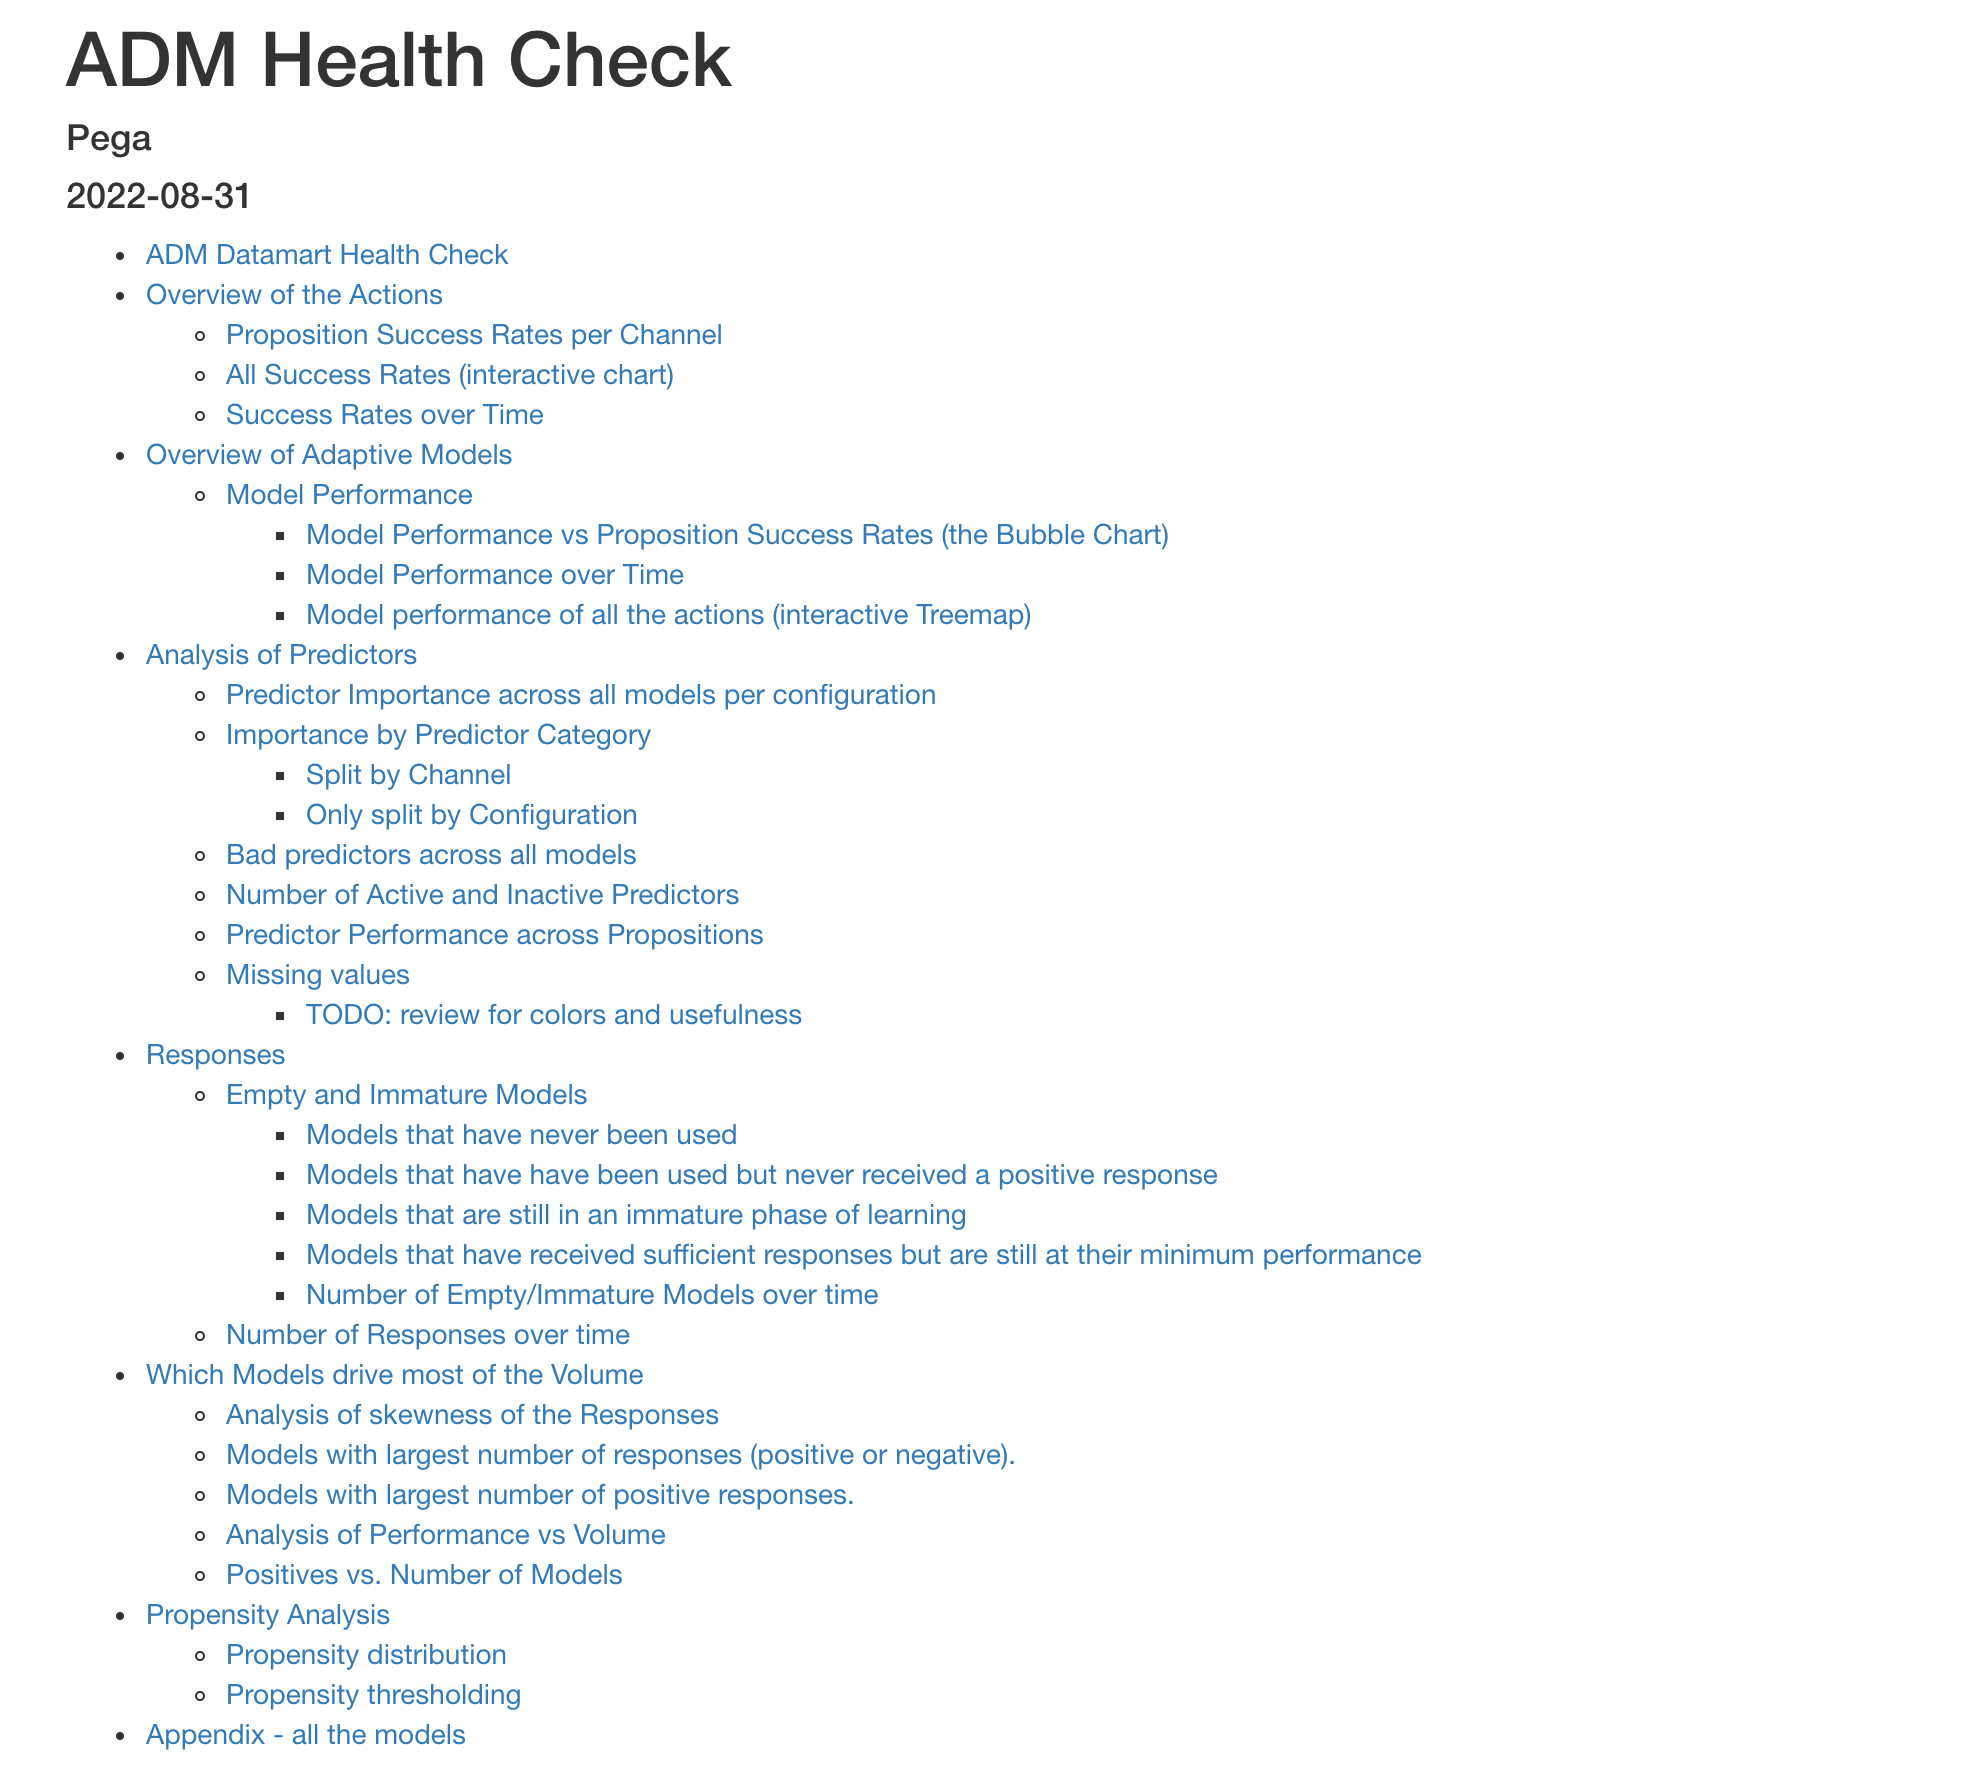 ADM Health Check
Pega
2022-08-31
ADM Datamart Health Check
Overview of the Actions
Proposition Success Rates per Channel
All Success Rates (interactive chart)
Success Rates over Time
Overview of Adaptive Models
Model Performance
Model Performance vs Proposition Success Rates (the Bubble Chart)
Model Performance over Time
Model performance of all the actions (interactive Treemap)
Analysis of Predictors
Predictor Importance across all models per configuration
Importance by Predictor Category
Split by Channel
Only split by Configuration
Bad predictors across all models
Number of Active and Inactive Predictors
Predictor Performance across Propositions
Missing values
TODO: review for colors and usefulness
Responses
Empty and Immature Models
Models that have never been used
Models that have have been used but never received a positive response
Models that are still in an immature phase of learning
Models that have received sufficient responses but are still at their minimum performance
Number of Empty/Immature Models over time
Number of Responses over time
Which Models drive most of the Volume
Analysis of skewness of the Responses
Models with largest number of responses (positive or negative).
Models with largest number of positive responses.
Analysis of Performance vs Volume
Positives vs. Number of Models
Propensity Analysis
Propensity distribution
Propensity thresholding
Appendix - all the models